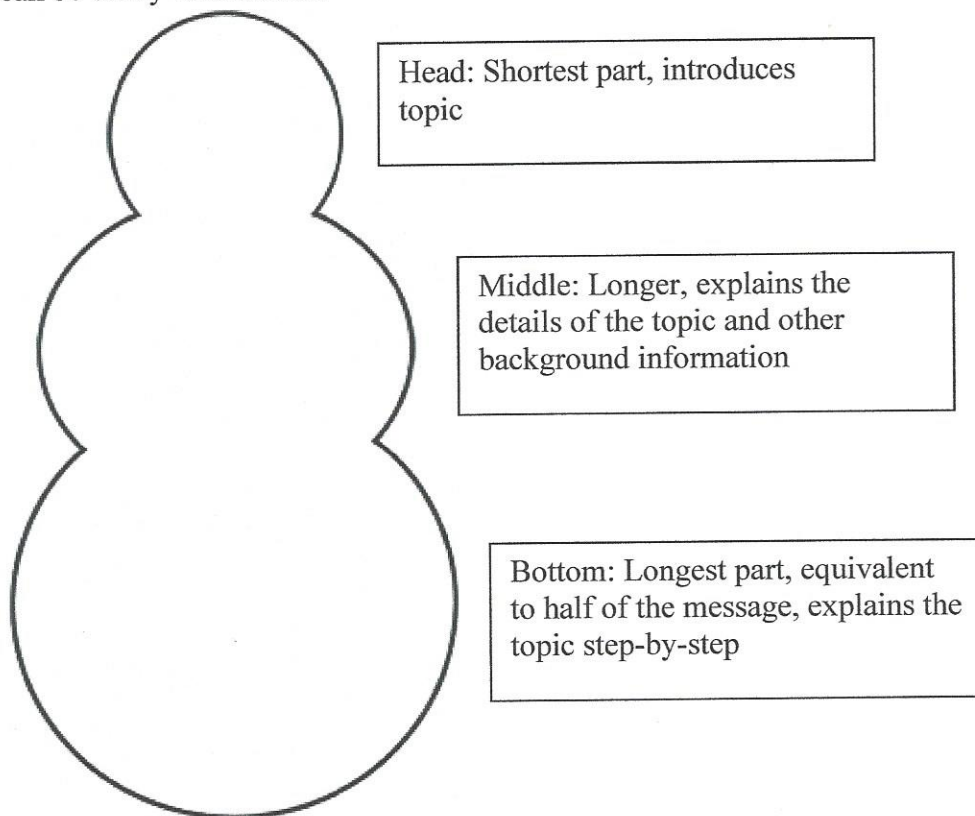 Head: Shortest part, introduces
topic
Middle: Longer, explains the
details of the topic and other
background information
Bottom: Longest part, equivalent
to half of the message, explains the
topic step-by-step